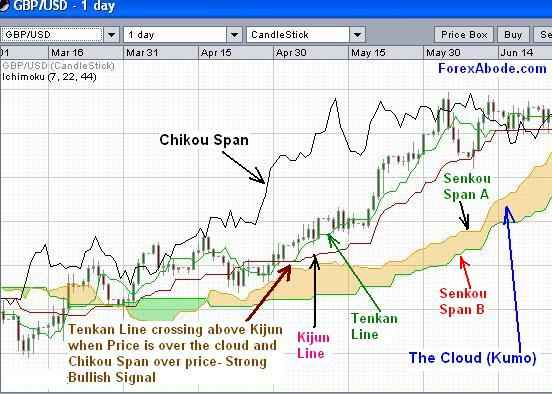 GBP/USD - 1 day
GBP/USD 1 day CandleStick Price Box Buy Se
01 Mar 16 Mar 31 Apr 15 Apr 30 May 15 May 31 Jun 14
GBP/USD (CandleStick)
Ichimoku (7, 22, 44)
ForexAbode.com
Chikou Span
Senkou
Span A
Tenkan Line crossing above Kijun
when Price is over the cloud and
Chikou Span over price- Strong
Bullish Signal
Kijun
Line
Tenkan
Line
Senkou
Span B
The Cloud (Kumo)